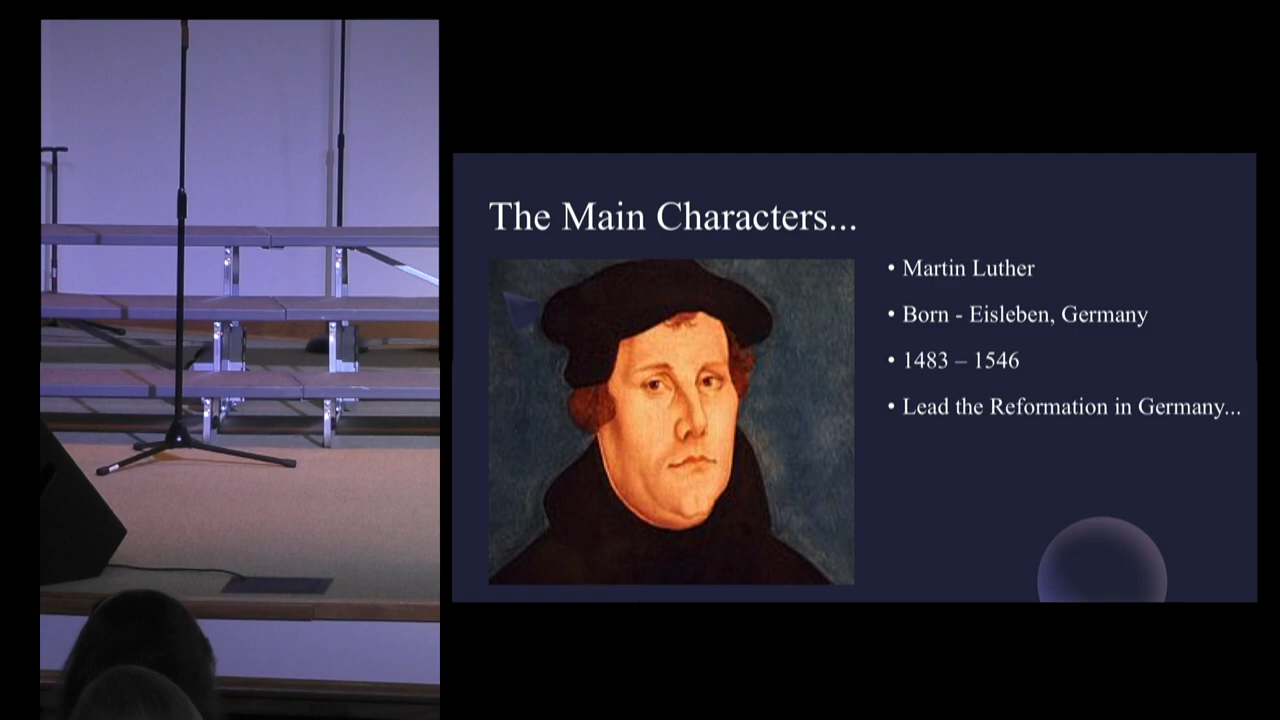 The Main Characters...
• Martin Luther
• Born - Eisleben, Germany
• 1483 – 1546
• Lead the Reformation in Germany...